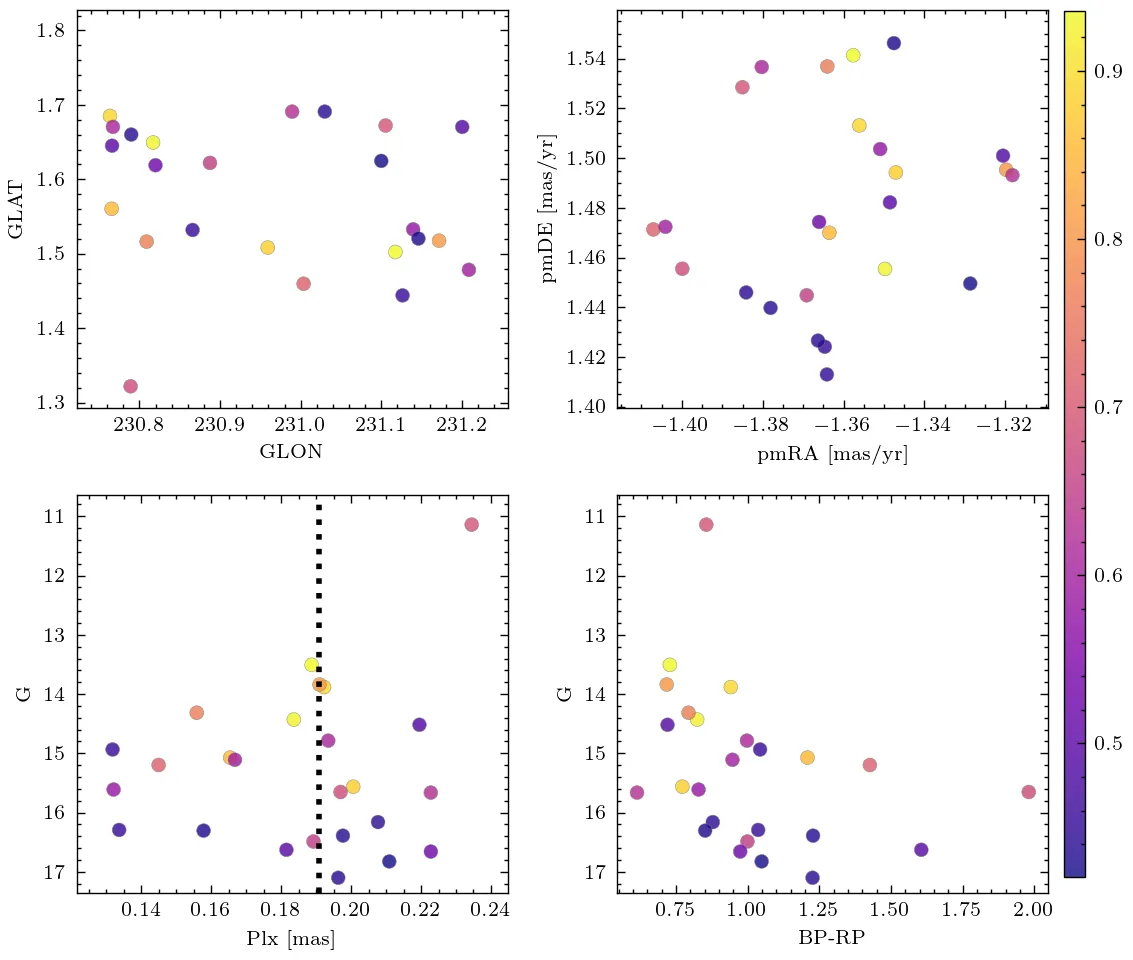 1.8
1.7
1.6
1.5
1.4
1.3
GLAT
230.8 230.9 231.0 231.1 231.2
GLON
1.54
1.52
1.50
1.48
1.46
1.44
1.42
1.40
pmDE [mas/yr]
−1.40 −1.38 −1.36 −1.34 −1.32
pmRA [mas/yr]
0.9
0.8
0.7
0.6
0.5
11
12
13
14
15
16
17
G
0.14 0.16 0.18 0.20 0.22 0.24
Plx [mas]
11
12
13
14
15
16
17
G
0.75 1.00 1.25 1.50 1.75 2.00
BP-RP